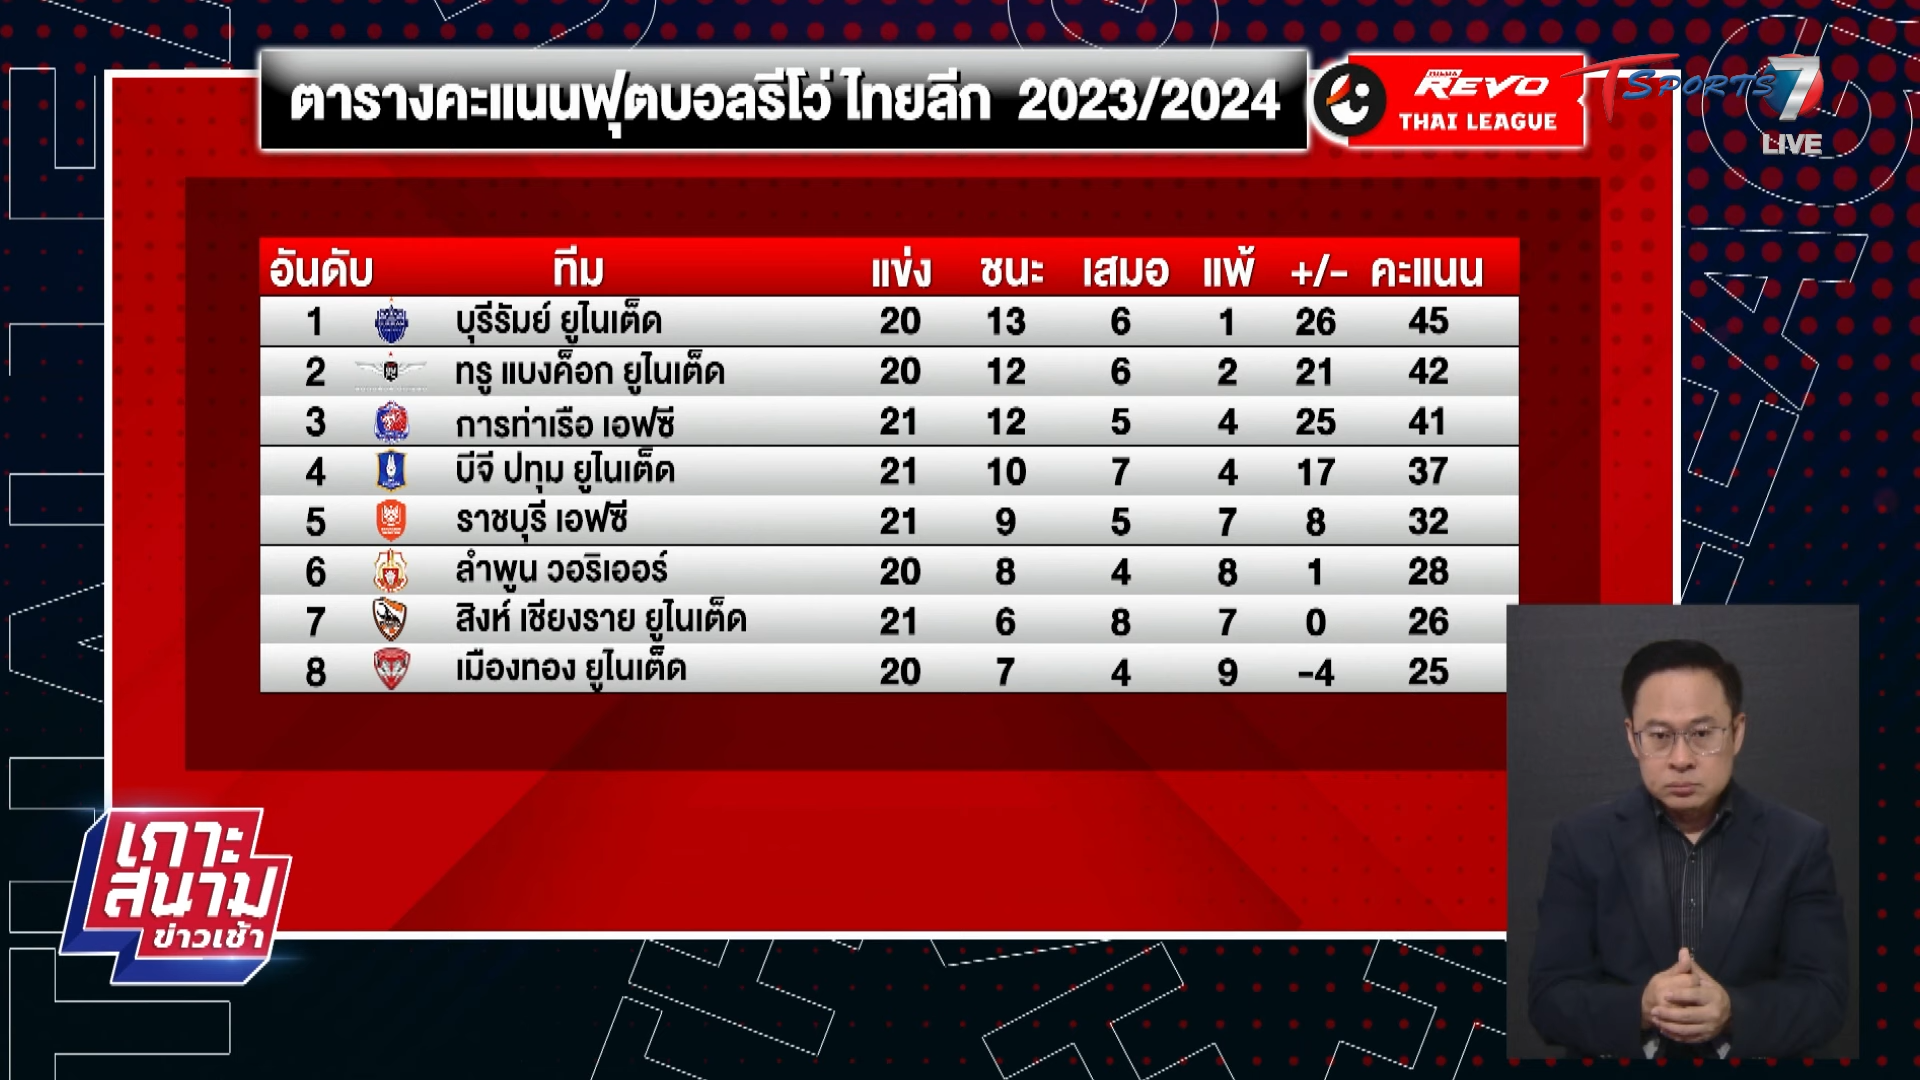 ตารางคะแนนฟุตบอลรีโว่ ไทยลีก 2023/2024
REVO
THAI LEAGUE
TSPORTS 7
LIVE
อันดับ ทีม แข่ง ชนะ เสมอ แพ้ +/- คะแนน
1 บุรีรัมย์ ยูไนเต็ด 20 13 6 1 26 45
2 ทรู แบงค็อก ยูไนเต็ด 20 12 6 2 21 42
3 การท่าเรือ เอฟซี 21 12 5 4 25 41
4 บีจี ปทุม ยูไนเต็ด 21 10 7 4 17 37
5 ราชบุรี เอฟซี 21 9 5 7 8 32
6 ลำพูน วอริเออร์ 20 8 4 8 1 28
7 สิงห์ เชียงราย ยูไนเต็ด 21 6 8 7 0 26
8 เมืองทอง ยูไนเต็ด 20 7 4 9 -4 25
เกาะ
สนาม
ข่าวเช้า